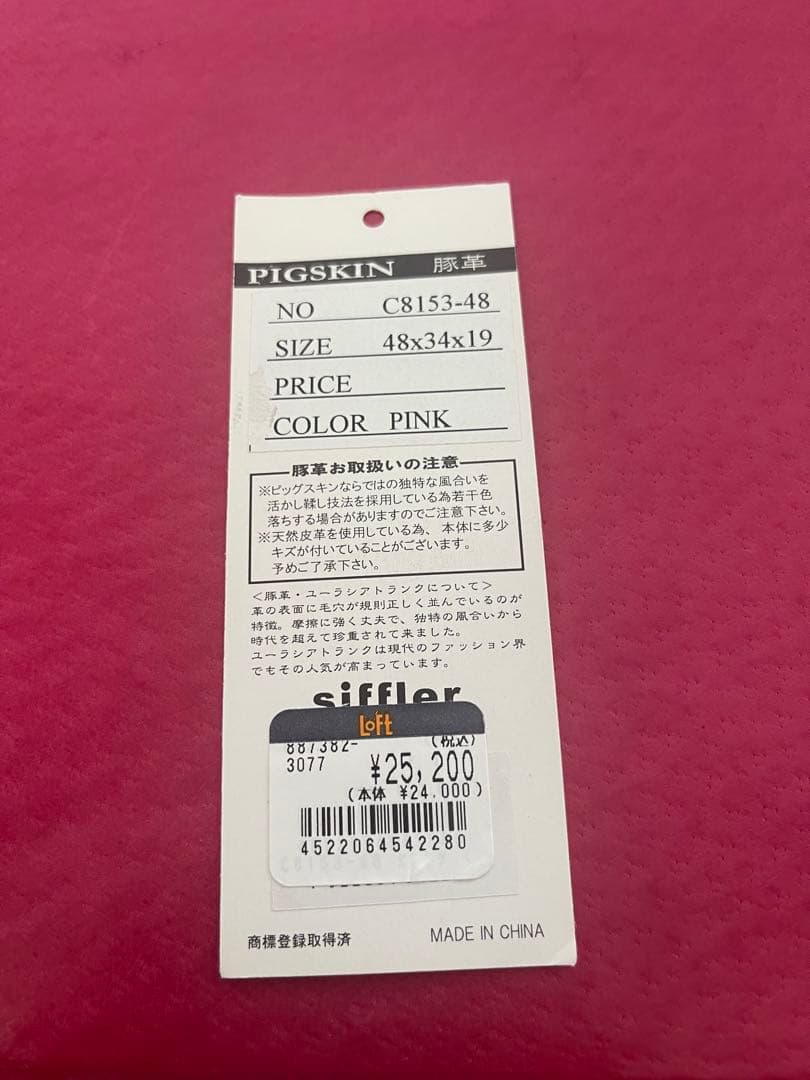 PIGSKIN 豚革
NO C8153-48
SIZE 48x34x19
PRICE
COLOR PINK
豚革お取扱いの注意
※ピッグスキンならではの独特な風合いを
活かし鞣し技法を採用している為若干色
落ちする場合がありますのでご注意下さい。
※天然皮革を使用している為、本体に多少
キズが付いていることがございます。
予めご了承下さい。
＜豚革・ユーラシアトランクについて＞
革の表面に毛穴が規則正しく並んでいるのが
特徴。摩擦に強く丈夫で、独特の風合いから
時代を超えて珍重されて来ました。
ユーラシアトランクは現代のファッション界
でもその人気が高まっています。
siffler
LoFt
887382-
3077
(税込)
¥25,200
(本体 ¥24,000)
4522064542280
商標登録取得済
MADE IN CHINA